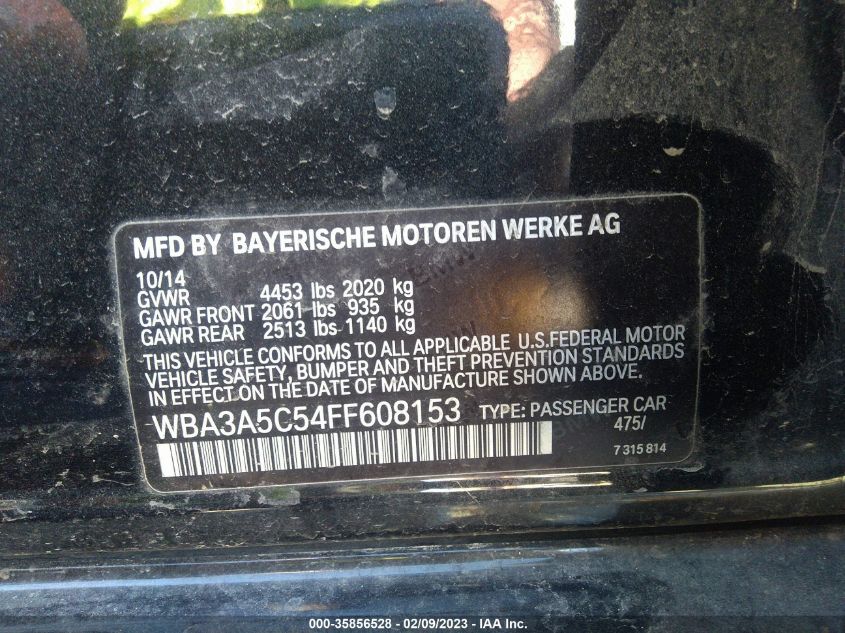 MFD BY BAYERISCHE MOTOREN WERKE AG
10/14
GVWR 4453 lbs 2020 kg
GAWR FRONT 2061 lbs 935 kg
GAWR REAR 2513 lbs 1140 kg
THIS VEHICLE CONFORMS TO ALL APPLICABLE U.S.FEDERAL MOTOR
VEHICLE SAFETY, BUMPER AND THEFT PREVENTION STANDARDS
IN EFFECT ON THE DATE OF MANUFACTURE SHOWN ABOVE.
WBA3A5C54FF608153 TYPE: PASSENGER CAR
475/
7 315 814
000-35856528 - 02/09/2023 - IAA Inc.